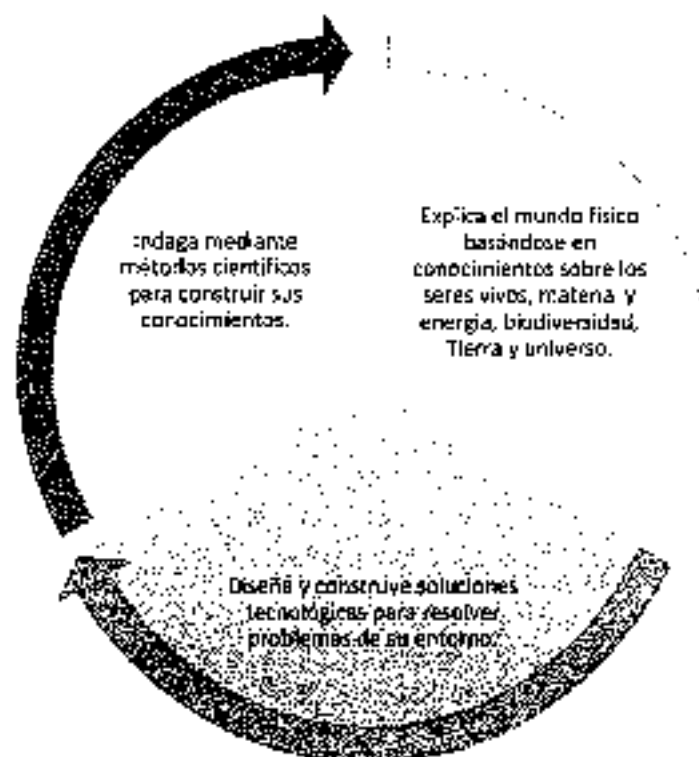 Indaga mediante
métodos científicos
para construir sus
conocimientos.
Explica el mundo físico
basándose en
conocimientos sobre los
seres vivos, materia y
energía, biodiversidad,
Tierra y universo.
Diseña y construye soluciones
tecnológicas para resolver
problemas de su entorno.